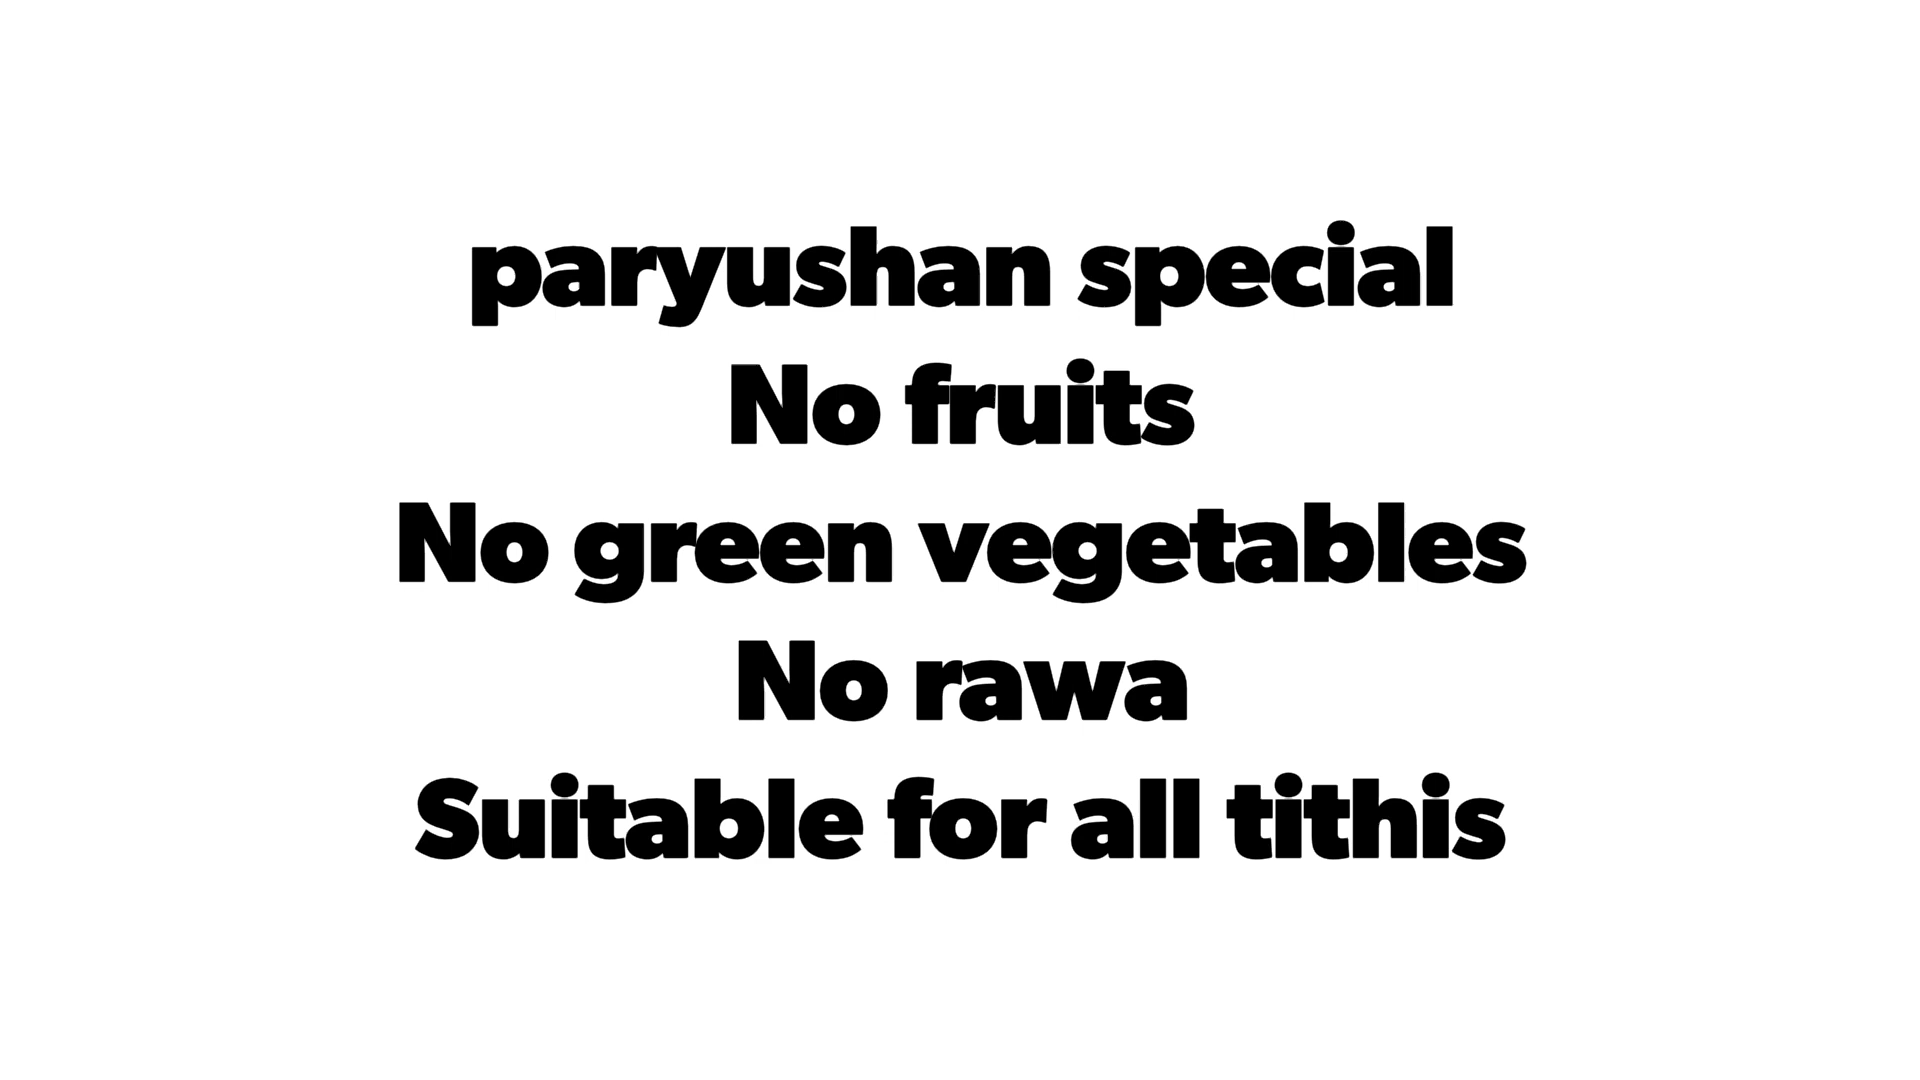 paryushan special
No fruits
No green vegetables
No rawa
Suitable for all tithis